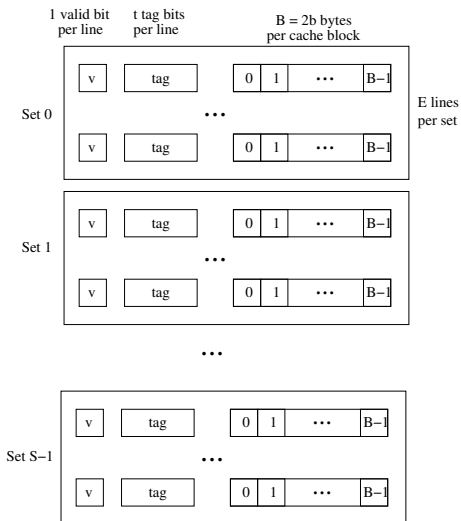 1 valid bit per line
t tag bits per line
B = 2b bytes per cache block
Set 0
v tag 0 1 ••• B−1
•••
v tag 0 1 ••• B−1
E lines per set
Set 1
v tag 0 1 ••• B−1
•••
v tag 0 1 ••• B−1
•••
Set S−1
v tag 0 1 ••• B−1
•••
v tag 0 1 ••• B−1